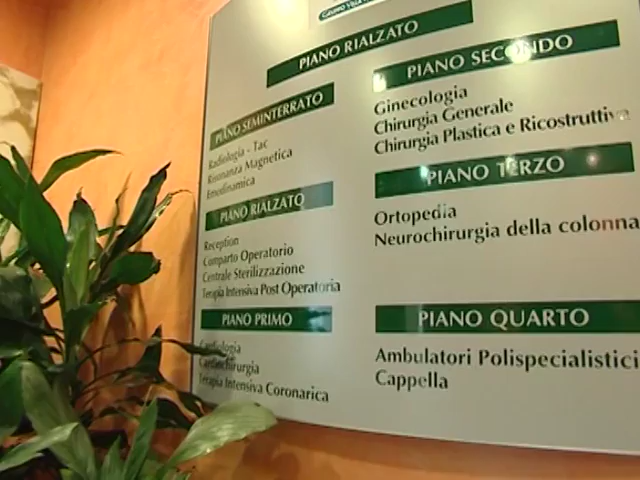 GRUPPO VILLA
PIANO RIALZATO
PIANO SEMINTERRATO
Radiologia - Tac
Risonanza Magnetica
Emodinamica
PIANO RIALZATO
Reception
Comparto Operatorio
Centrale Sterilizzazione
Terapia Intensiva Post Operatoria
PIANO PRIMO
Cardiologia
Cardiochirurgia
Terapia Intensiva Coronarica
PIANO SECONDO
Ginecologia
Chirurgia Generale
Chirurgia Plastica e Ricostruttiva
PIANO TERZO
Ortopedia
Neurochirurgia della colonna
PIANO QUARTO
Ambulatori Polispecialistici
Cappella